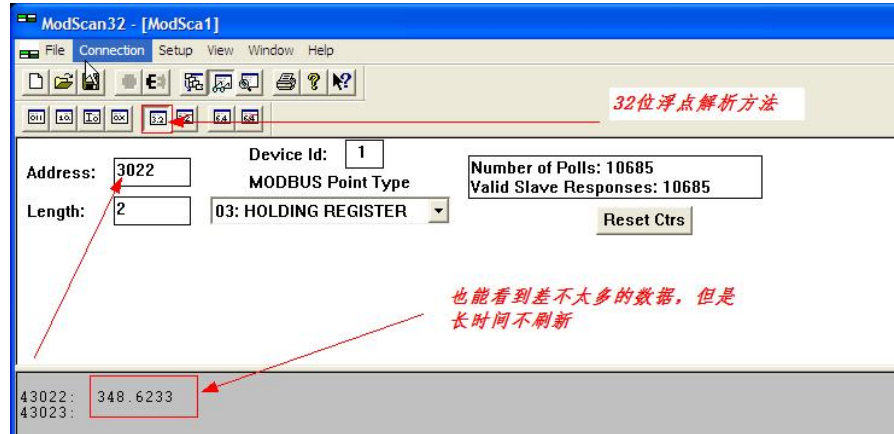 ModScan32 - [ModSca1]
File Connection Setup View Window Help
32位浮点解析方法
Address: 3022
Device Id: 1
MODBUS Point Type
Number of Polls: 10685
Valid Slave Responses: 10685
Length: 2
03: HOLDING REGISTER
Reset Ctrs
也能看到差不太多的数据，但是
长时间不刷新
43022: 348.6233
43023: